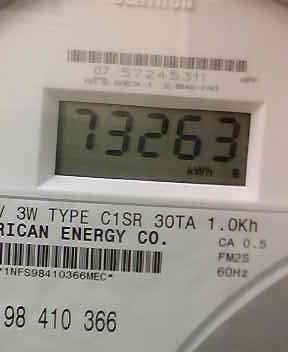 07 57245311
73263
kWh
V 3W TYPE C1SR 30TA 1.0Kh
RICAN ENERGY CO.
CA 0.5
FM2S
60Hz
*1NFS98410366MEC*
98 410 366